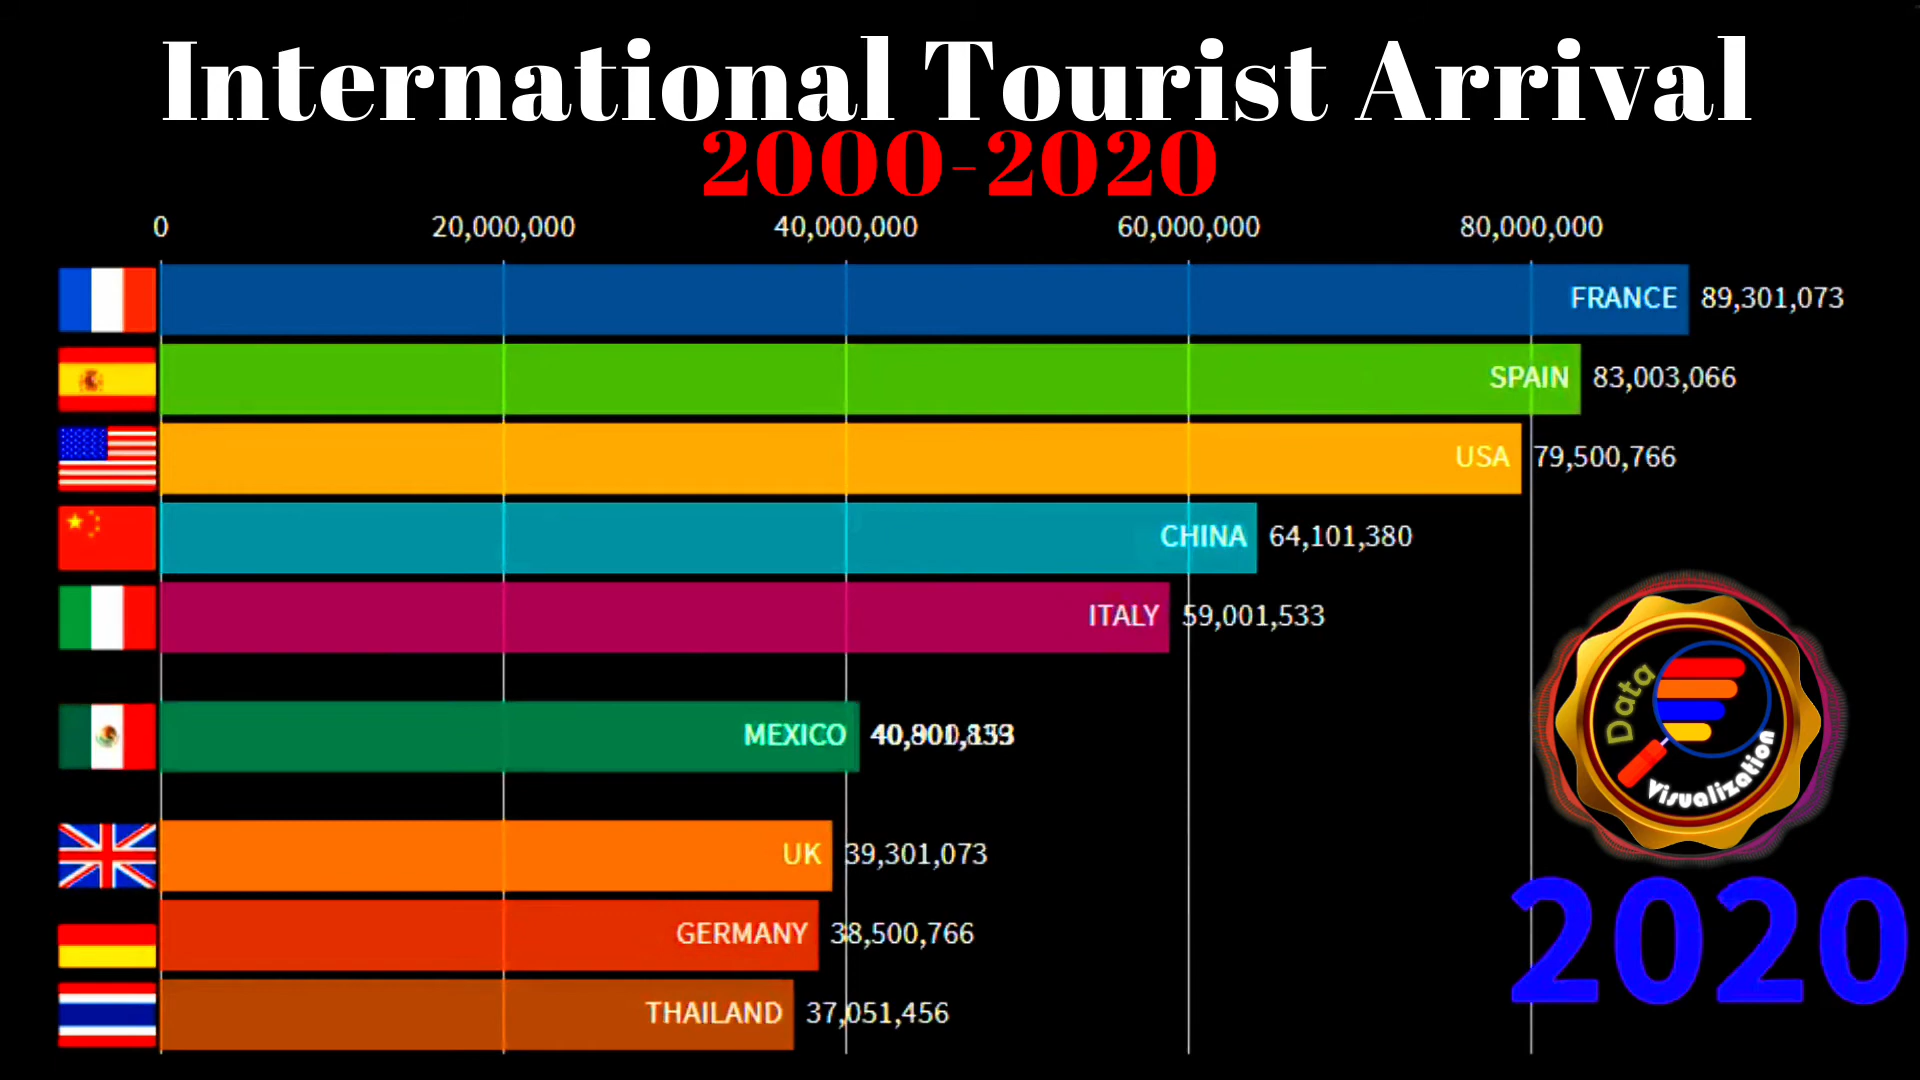 International Tourist Arrival
2000-2020
0 20,000,000 40,000,000 60,000,000 80,000,000
FRANCE 89,301,073
SPAIN 83,003,066
USA 79,500,766
CHINA 64,101,380
ITALY 59,001,533
MEXICO
UK 39,301,073
GERMANY 38,500,766
THAILAND 37,051,456
Data
Visualization
2020